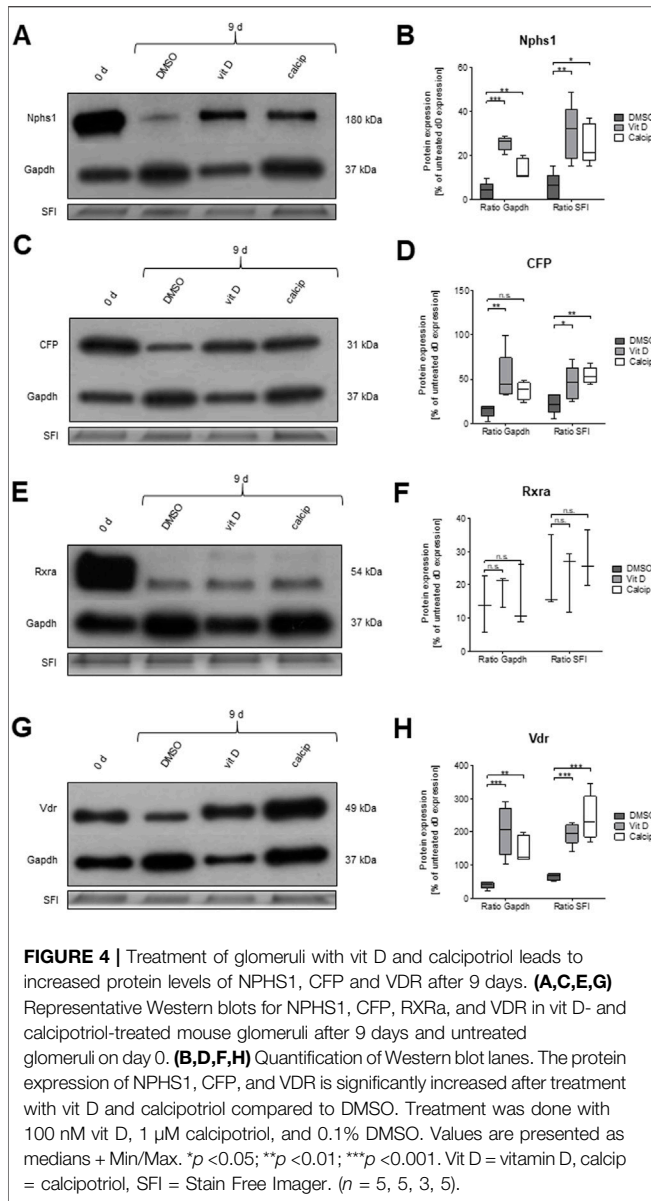 A
9 d
0 d
DMSO
vit D
calcip
Nphs1
180 kDa
Gapdh
37 kDa
SFI
B
Nphs1
Protein expression
[% of untreated d0 expression]
60
40
20
0
***
**
**
*
Ratio Gapdh
Ratio SFI
DMSO
Vit D
Calcip
C
9 d
0 d
DMSO
vit D
calcip
CFP
31 kDa
Gapdh
37 kDa
SFI
D
CFP
Protein expression
[% of untreated d0 expression]
150
100
50
0
n.s.
**
**
*
Ratio Gapdh
Ratio SFI
DMSO
Vit D
Calcip
E
9 d
0 d
DMSO
vit D
calcip
Rxra
54 kDa
Gapdh
37 kDa
SFI
F
Rxra
Protein expression
[% of untreated d0 expression]
40
30
20
10
0
n.s.
n.s.
n.s.
n.s.
Ratio Gapdh
Ratio SFI
DMSO
Vit D
Calcip
G
9 d
0 d
DMSO
vit D
calcip
Vdr
49 kDa
Gapdh
37 kDa
SFI
H
Vdr
Protein expression
[% of untreated d0 expression]
400
300
200
100
0
**
***
***
***
Ratio Gapdh
Ratio SFI
DMSO
Vit D
Calcip
FIGURE 4 | Treatment of glomeruli with vit D and calcipotriol leads to
increased protein levels of NPHS1, CFP and VDR after 9 days. (A,C,E,G)
Representative Western blots for NPHS1, CFP, RXRa, and VDR in vit D- and
calcipotriol-treated mouse glomeruli after 9 days and untreated
glomeruli on day 0. (B,D,F,H) Quantification of Western blot lanes. The protein
expression of NPHS1, CFP, and VDR is significantly increased after treatment
with vit D and calcipotriol compared to DMSO. Treatment was done with
100 nM vit D, 1 µM calcipotriol, and 0.1% DMSO. Values are presented as
medians + Min/Max. *p <0.05; **p <0.01; ***p <0.001. Vit D = vitamin D, calcip
= calcipotriol, SFI = Stain Free Imager. (n = 5, 5, 3, 5).